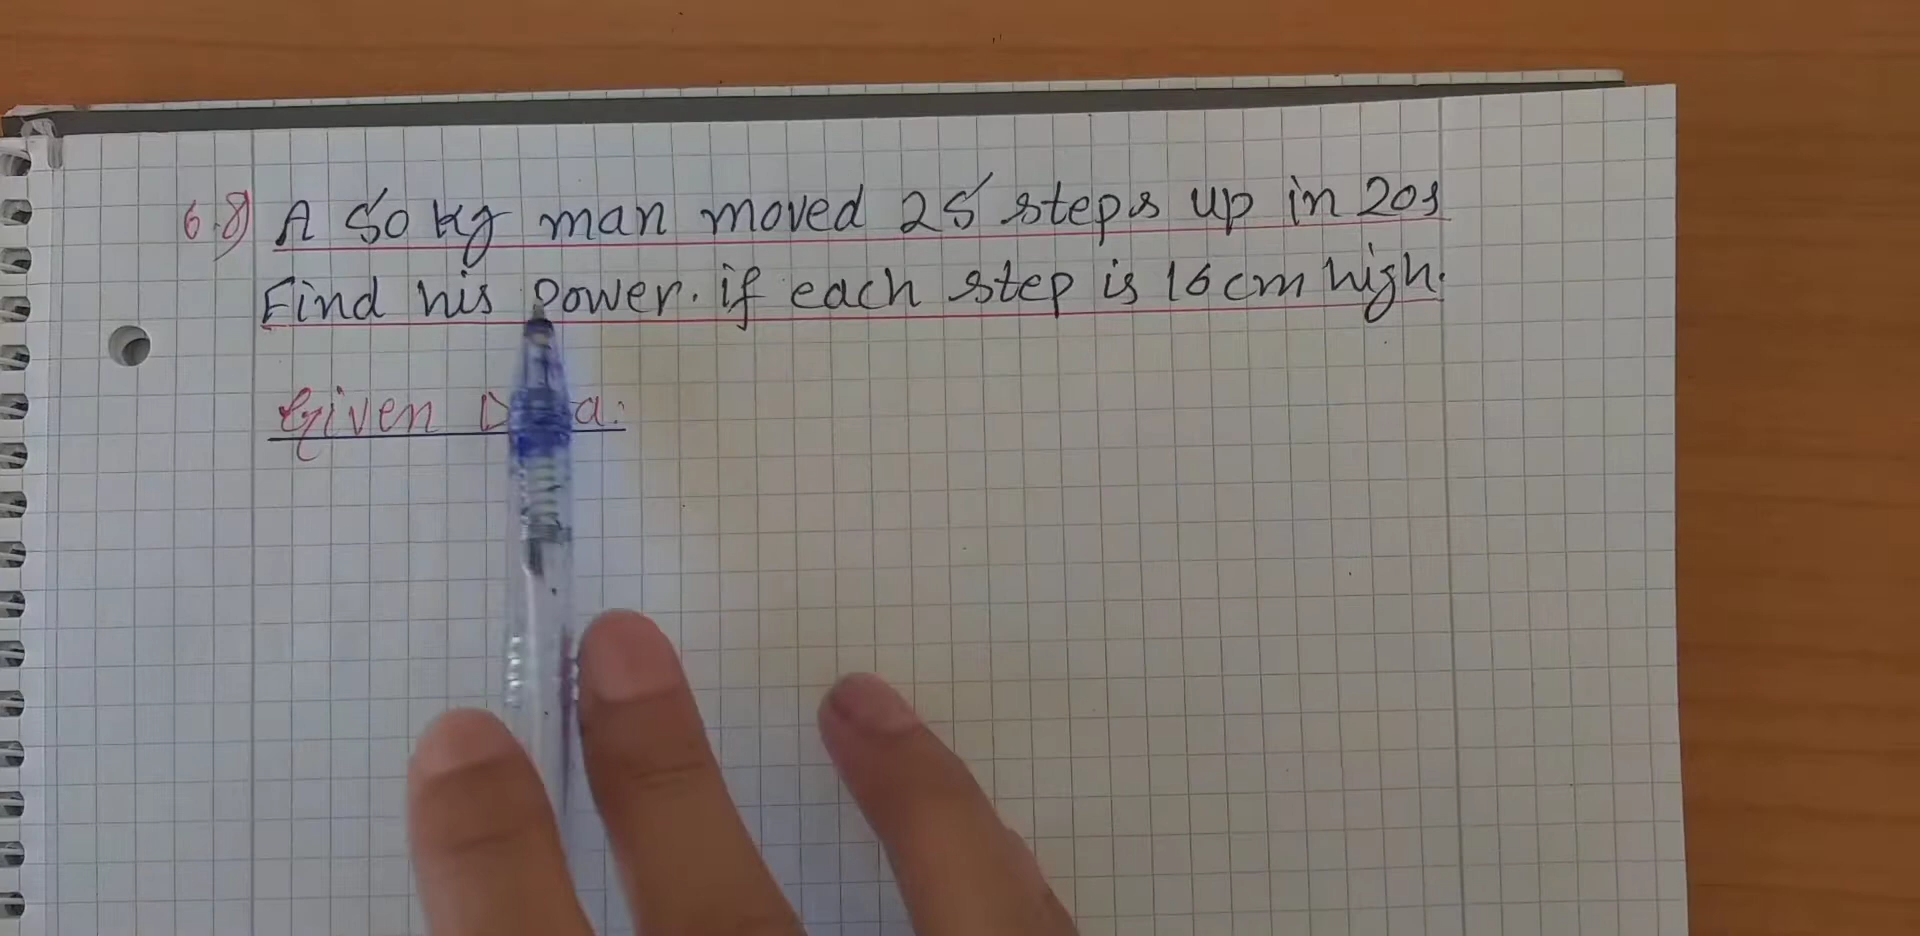 6.8) A 50 kg man moved 25 steps up in 20s
Find his power. if each step is 16 cm high.
Given Data: